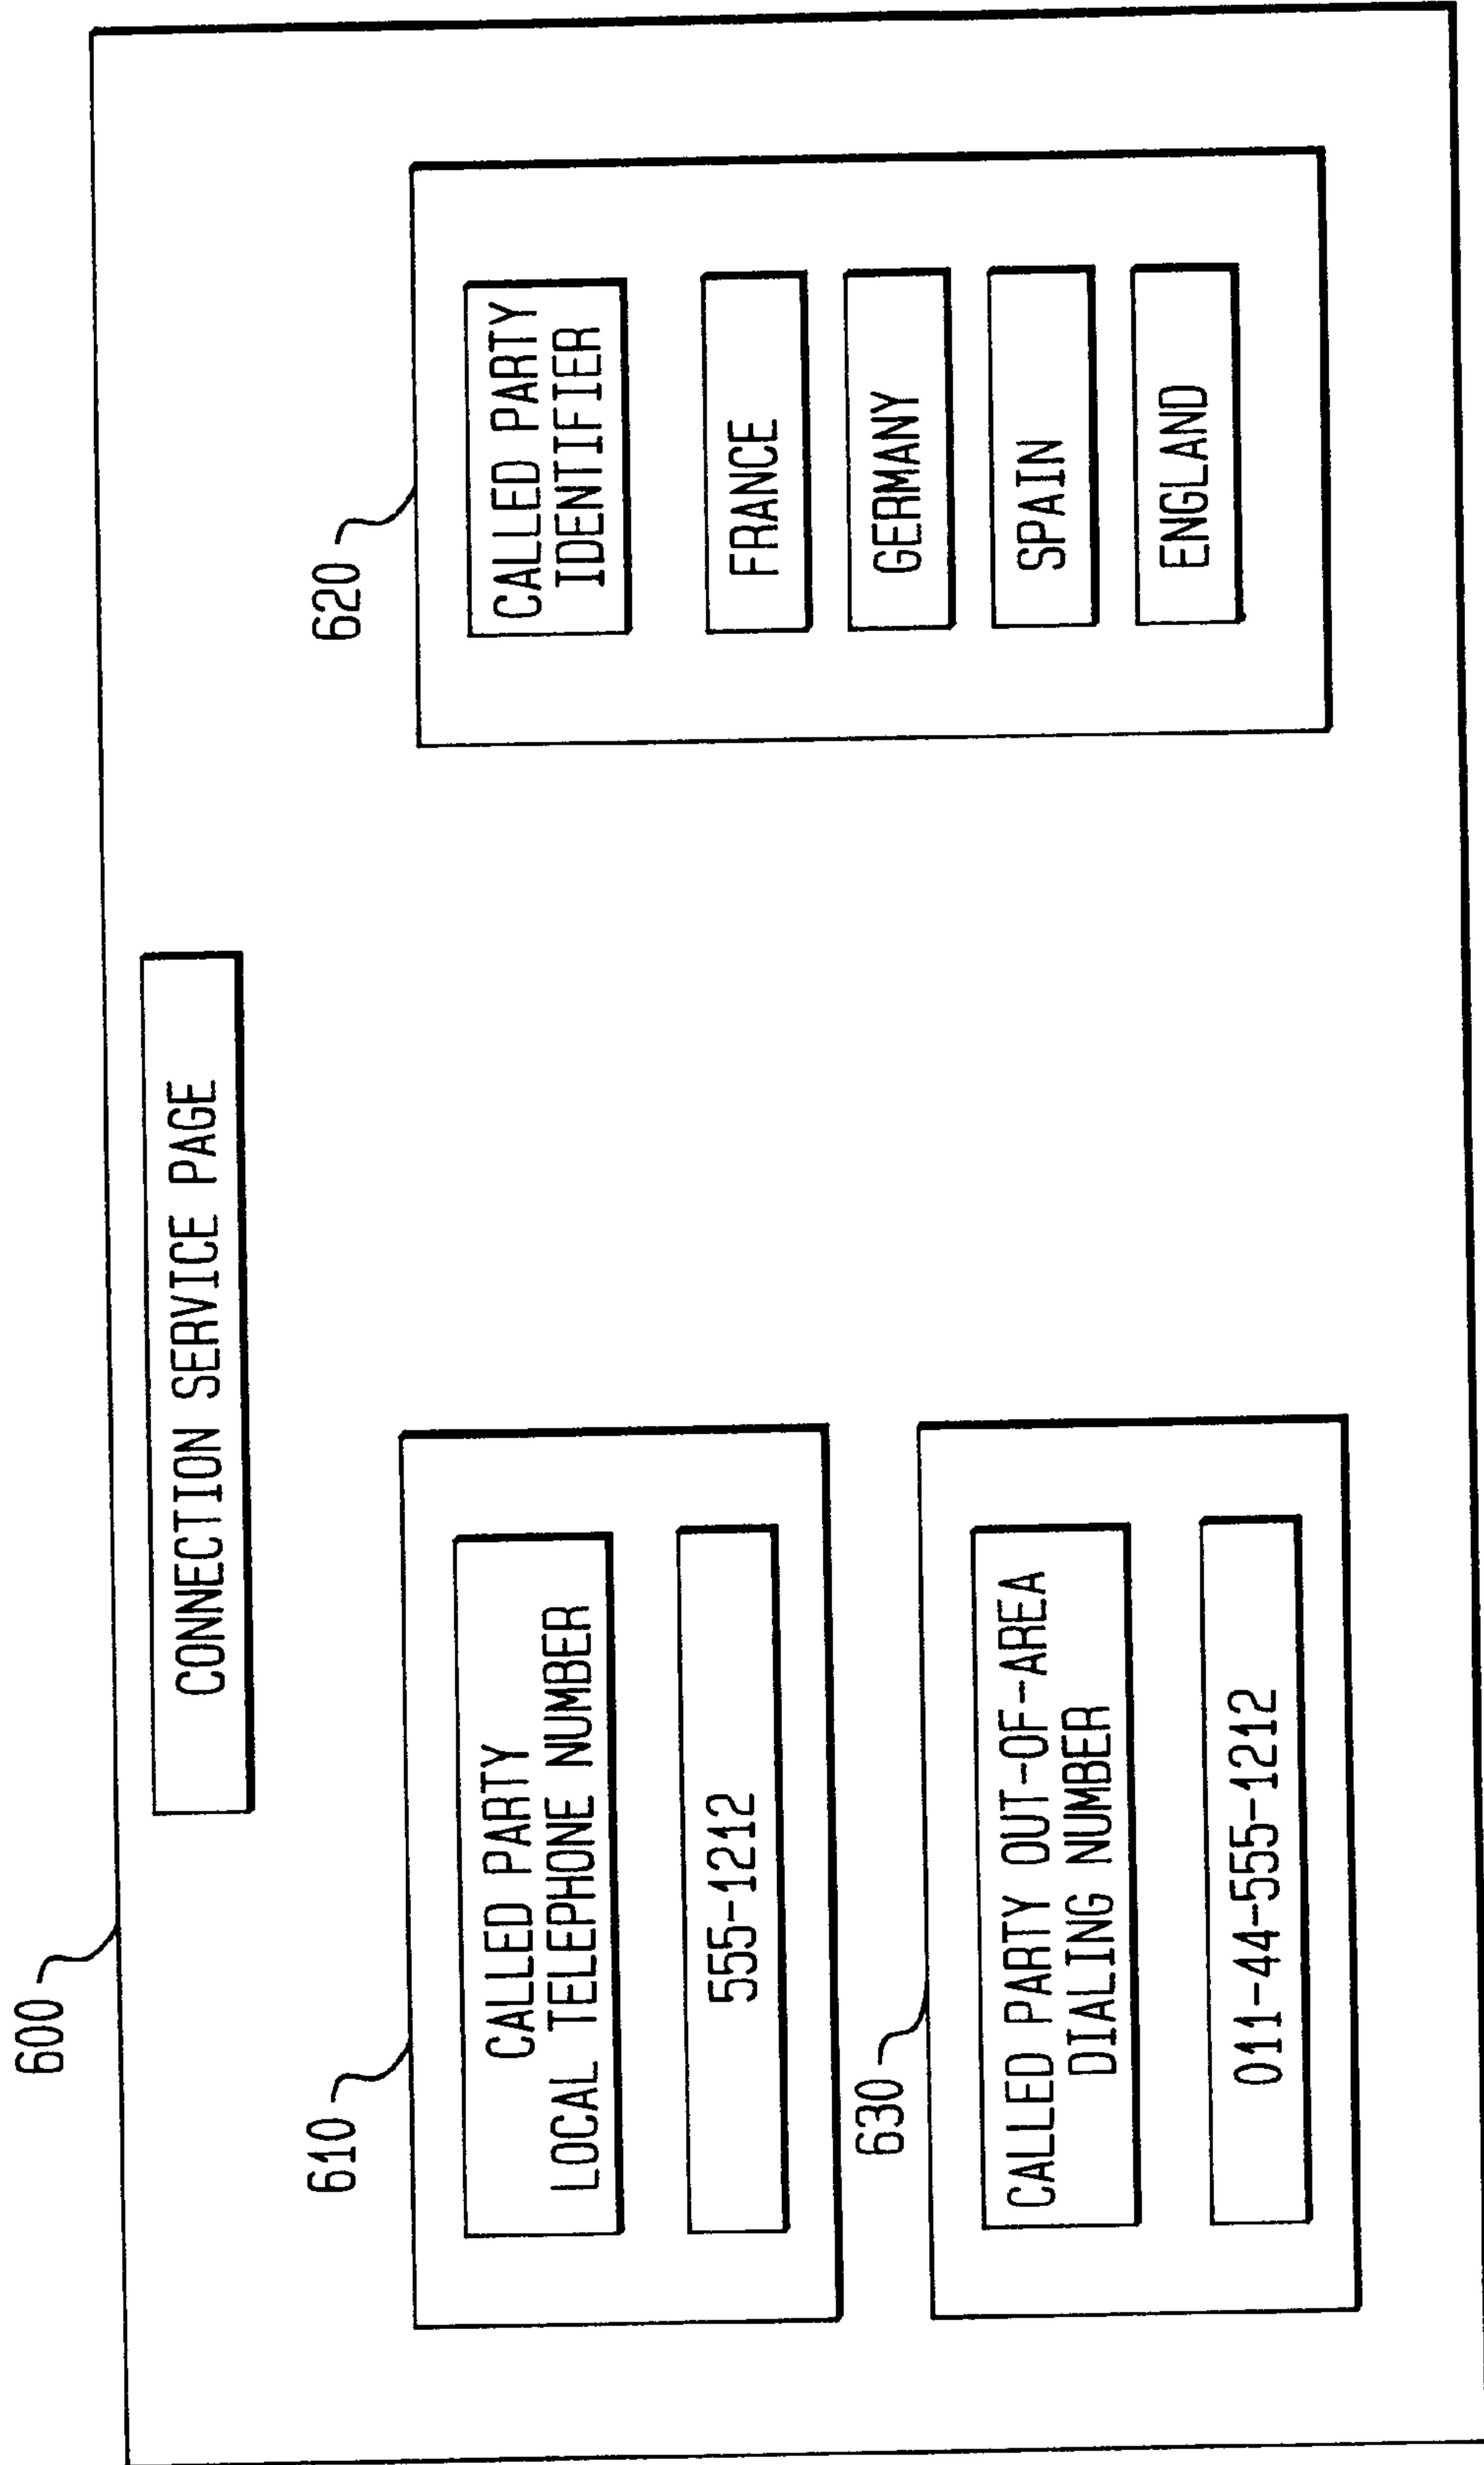 600
CONNECTION SERVICE PAGE
610
CALLED PARTY
LOCAL TELEPHONE NUMBER
555-1212
620
CALLED PARTY
IDENTIFIER
FRANCE
GERMANY
SPAIN
ENGLAND
630
CALLED PARTY OUT-OF-AREA
DIALING NUMBER
011-44-555-1212